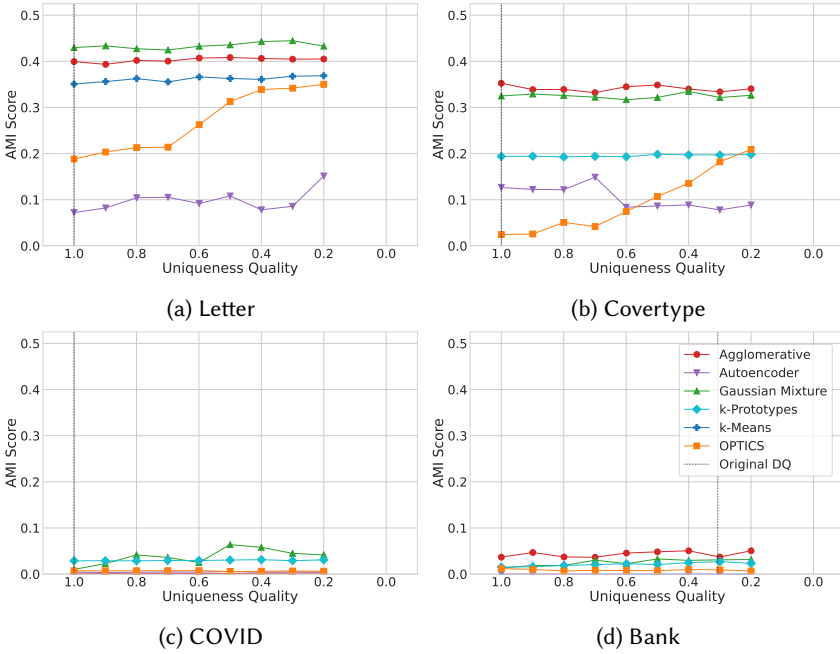 0.5
0.4
0.3
0.2
0.1
0.0
AMI Score
1.0 0.8 0.6 0.4 0.2 0.0
Uniqueness Quality
(a) Letter
0.5
0.4
0.3
0.2
0.1
0.0
AMI Score
1.0 0.8 0.6 0.4 0.2 0.0
Uniqueness Quality
(b) Covertype
0.5
0.4
0.3
0.2
0.1
0.0
AMI Score
1.0 0.8 0.6 0.4 0.2 0.0
Uniqueness Quality
(c) COVID
0.5
0.4
0.3
0.2
0.1
0.0
AMI Score
Agglomerative
Autoencoder
Gaussian Mixture
k-Prototypes
k-Means
OPTICS
Original DQ
1.0 0.8 0.6 0.4 0.2 0.0
Uniqueness Quality
(d) Bank